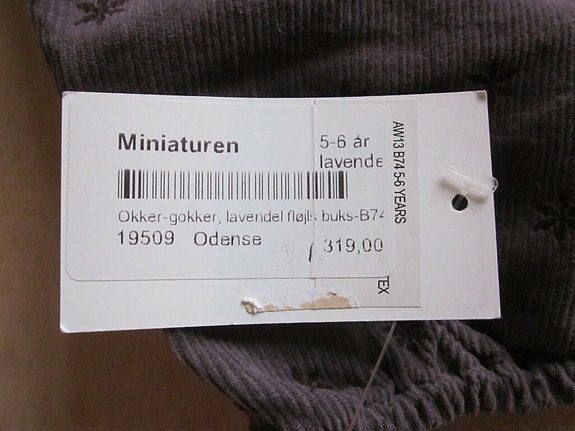 Miniaturen
5-6 år
lavende
Okker-gokker, lavendel fløjls buks-B74
19509 Odense
319,00
AW13 B74 5-6 YEARS
TEX